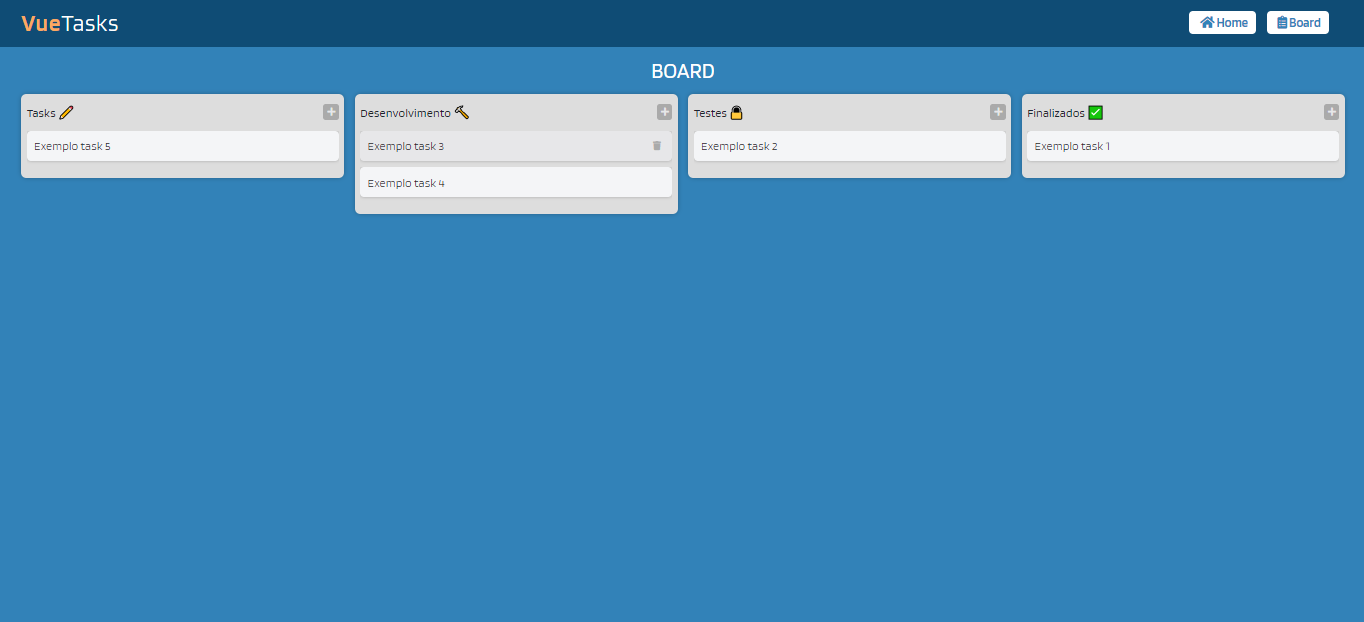 VueTasks
Home
Board
BOARD
Tasks
Exemplo task 5
Desenvolvimento
Exemplo task 3
Exemplo task 4
Testes
Exemplo task 2
Finalizados
Exemplo task 1